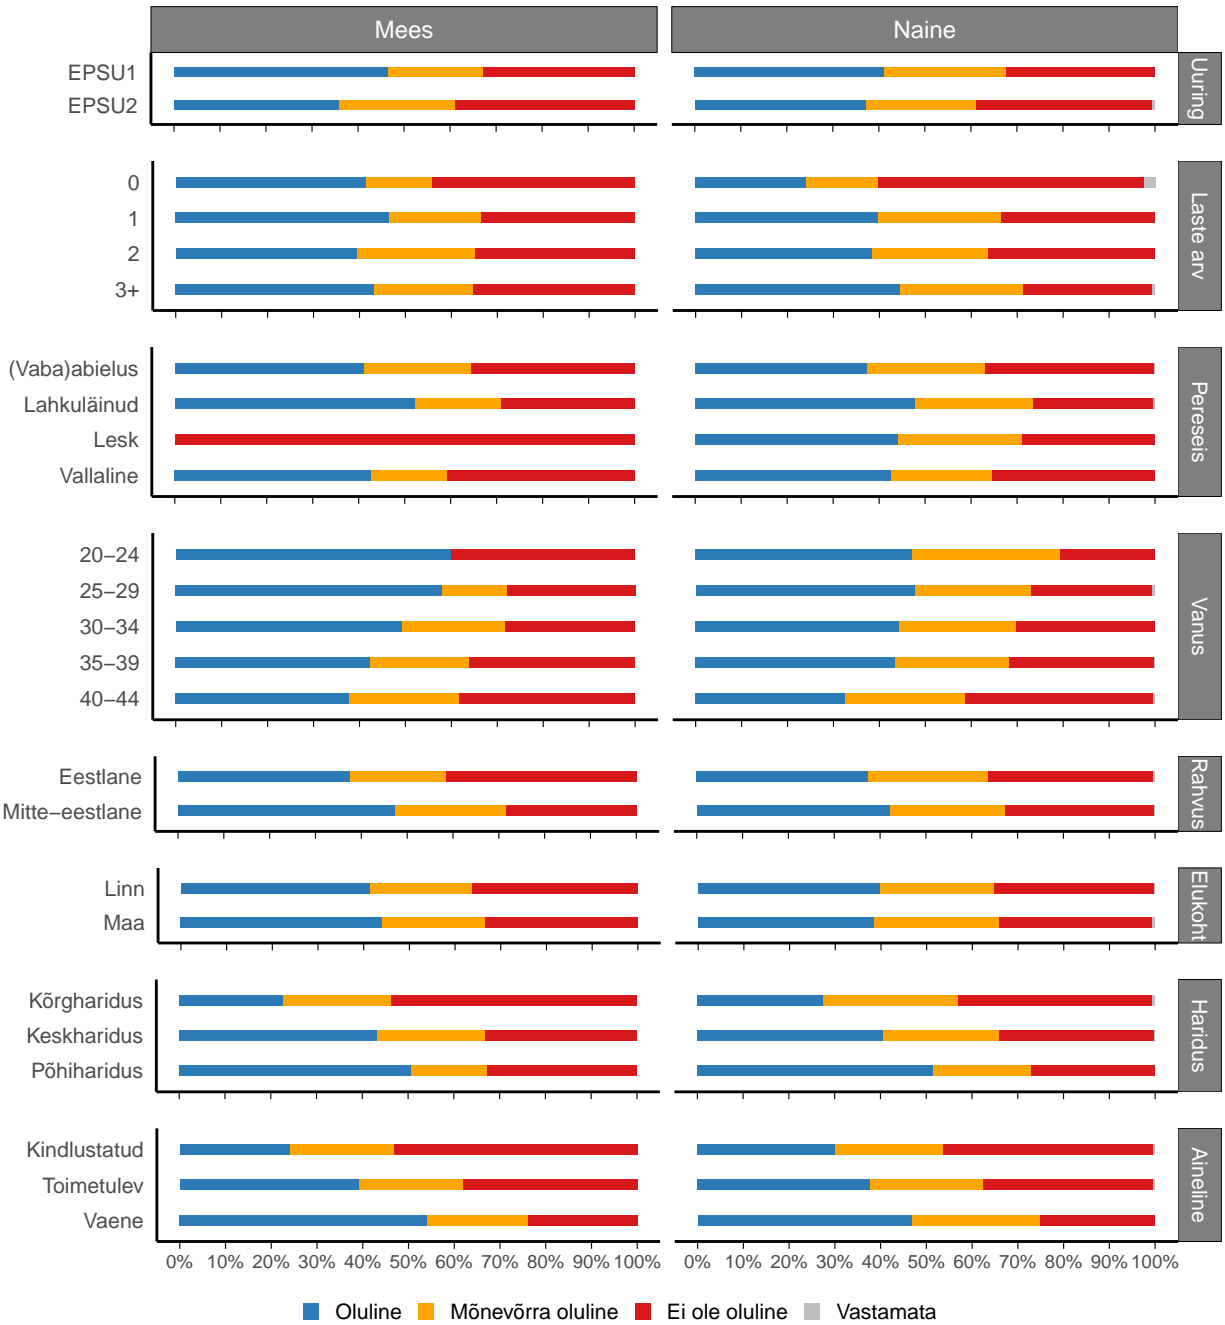 Mees Naine
EPSU1
EPSU2
Uuring
0
1
2
3+
Laste arv
(Vaba)abielus
Lahkuläinud
Lesk
Vallaline
Pereseis
20–24
25–29
30–34
35–39
40–44
Vanus
Eestlane
Mitte–eestlane
Rahvus
Linn
Maa
Elukoht
Kõrgharidus
Keskharidus
Põhiharidus
Haridus
Kindlustatud
Toimetulev
Vaene
Aineline
0% 10% 20% 30% 40% 50% 60% 70% 80% 90% 100% 0% 10% 20% 30% 40% 50% 60% 70% 80% 90% 100%
Oluline Mõnevõrra oluline Ei ole oluline Vastamata